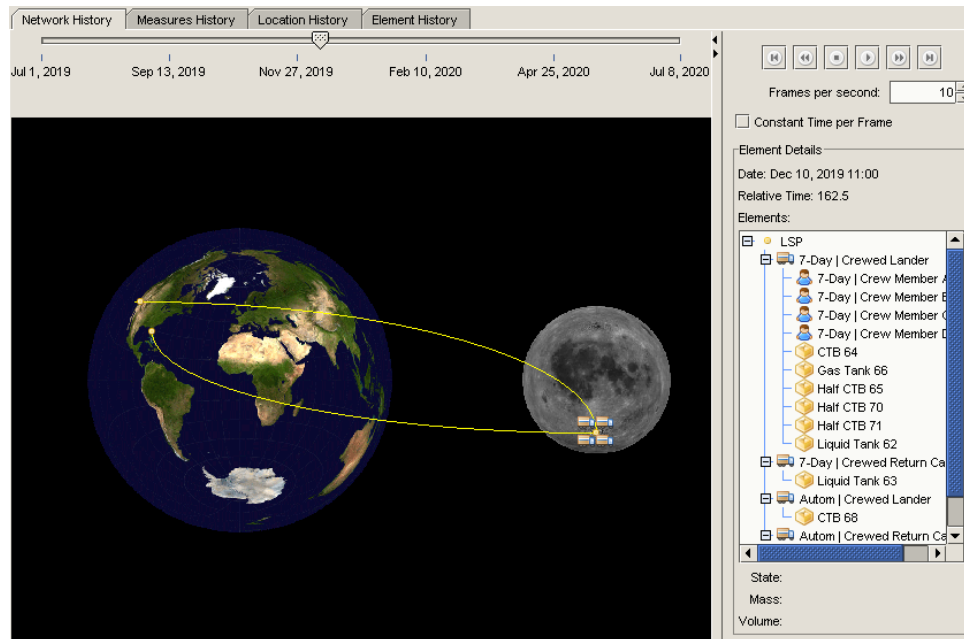 Network History Measures History Location History Element History
Jul 1, 2019 Sep 13, 2019 Nov 27, 2019 Feb 10, 2020 Apr 25, 2020 Jul 8, 2020
Frames per second: 10
Constant Time per Frame
Element Details
Date: Dec 10, 2019 11:00
Relative Time: 162.5
Elements:
LSP
7-Day | Crewed Lander
7-Day | Crew Member
7-Day | Crew Member
7-Day | Crew Member
7-Day | Crew Member
CTB 64
Gas Tank 66
Half CTB 65
Half CTB 70
Half CTB 71
Liquid Tank 62
7-Day | Crewed Return Ca
Liquid Tank 63
Autom | Crewed Lander
CTB 68
Autom | Crewed Return Ca
State:
Mass:
Volume: